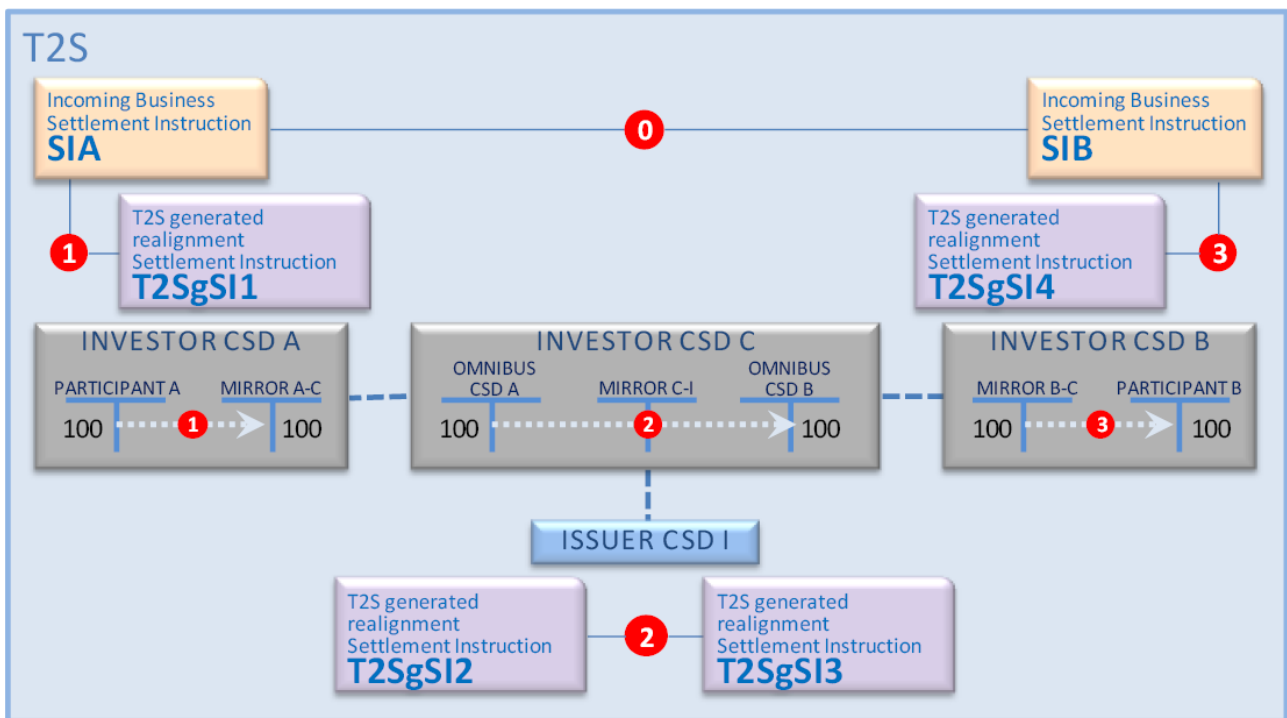 T2S
Incoming Business
Settlement Instruction
SIA
0
Incoming Business
Settlement Instruction
SIB
1
T2S generated
realignment
Settlement Instruction
T2SgSI1
T2S generated
realignment
Settlement Instruction
T2SgSI4
3
INVESTOR CSD A
PARTICIPANT A
MIRROR A-C
100
1
100
INVESTOR CSD C
OMNIBUS
CSD A
MIRROR C-I
OMNIBUS
CSD B
100
2
100
INVESTOR CSD B
MIRROR B-C
PARTICIPANT B
100
3
100
ISSUER CSD I
T2S generated
realignment
Settlement Instruction
T2SgSI2
2
T2S generated
realignment
Settlement Instruction
T2SgSI3